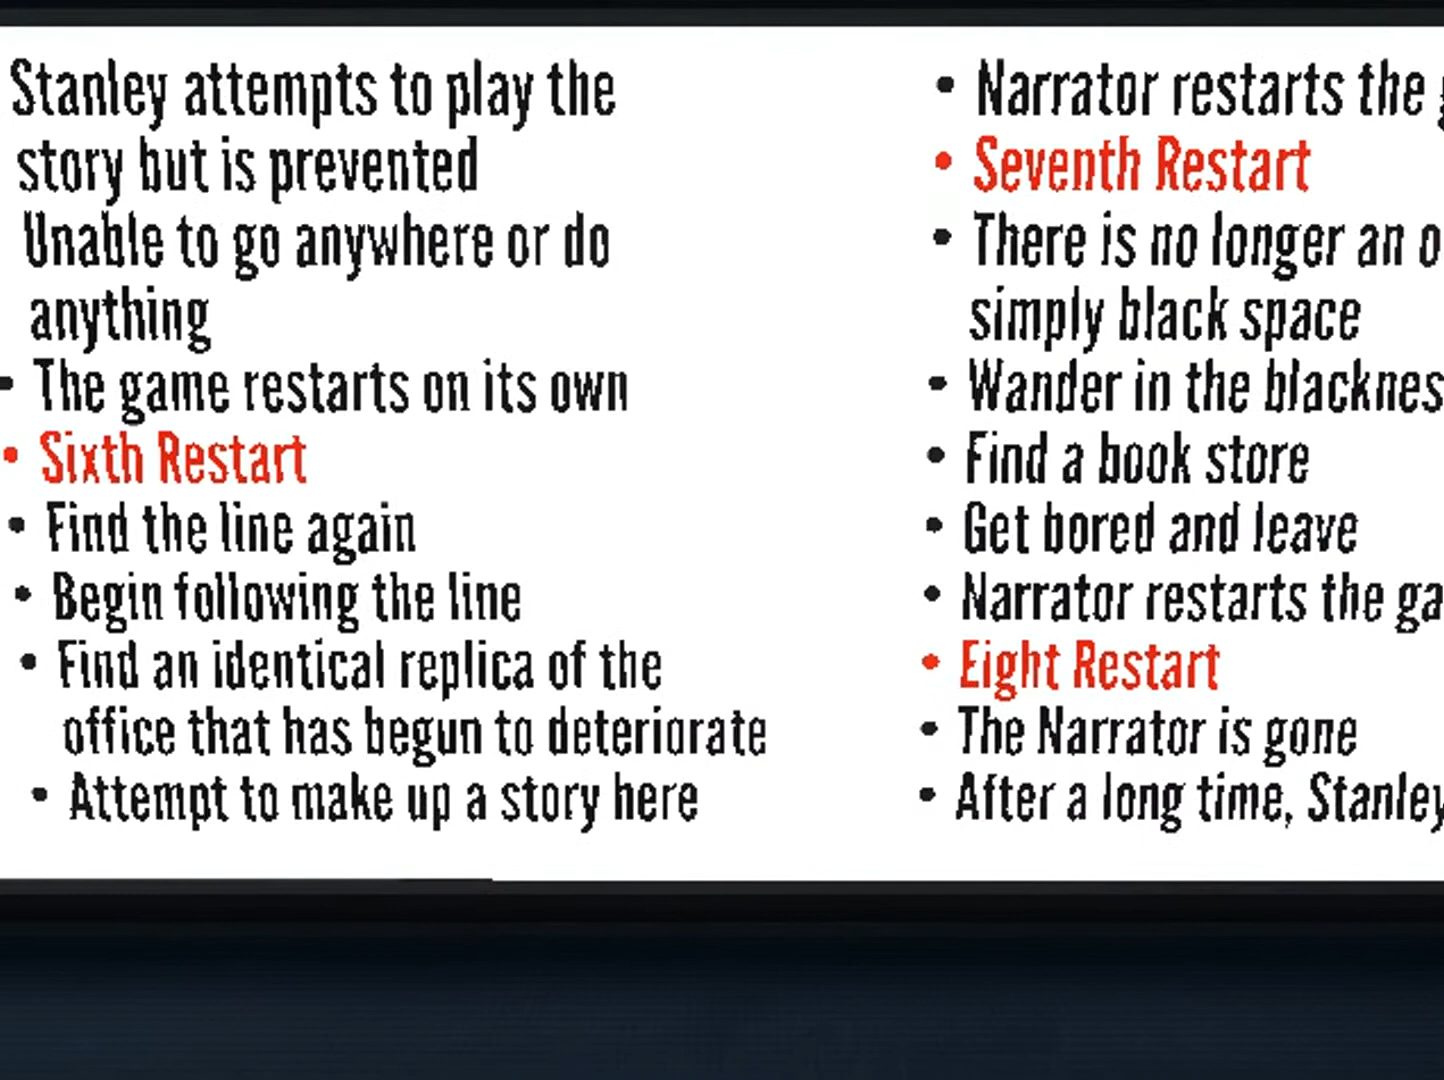 Stanley attempts to play the
story but is prevented
Unable to go anywhere or do
anything
• The game restarts on its own
• Sixth Restart
• Find the line again
• Begin following the line
• Find an identical replica of the
office that has begun to deteriorate
• Attempt to make up a story here
• Narrator restarts the
• Seventh Restart
• There is no longer an
simply black space
• Wander in the blacknes
• Find a book store
• Get bored and leave
• Narrator restarts the ga
• Eight Restart
• The Narrator is gone
• After a long time, Stanley